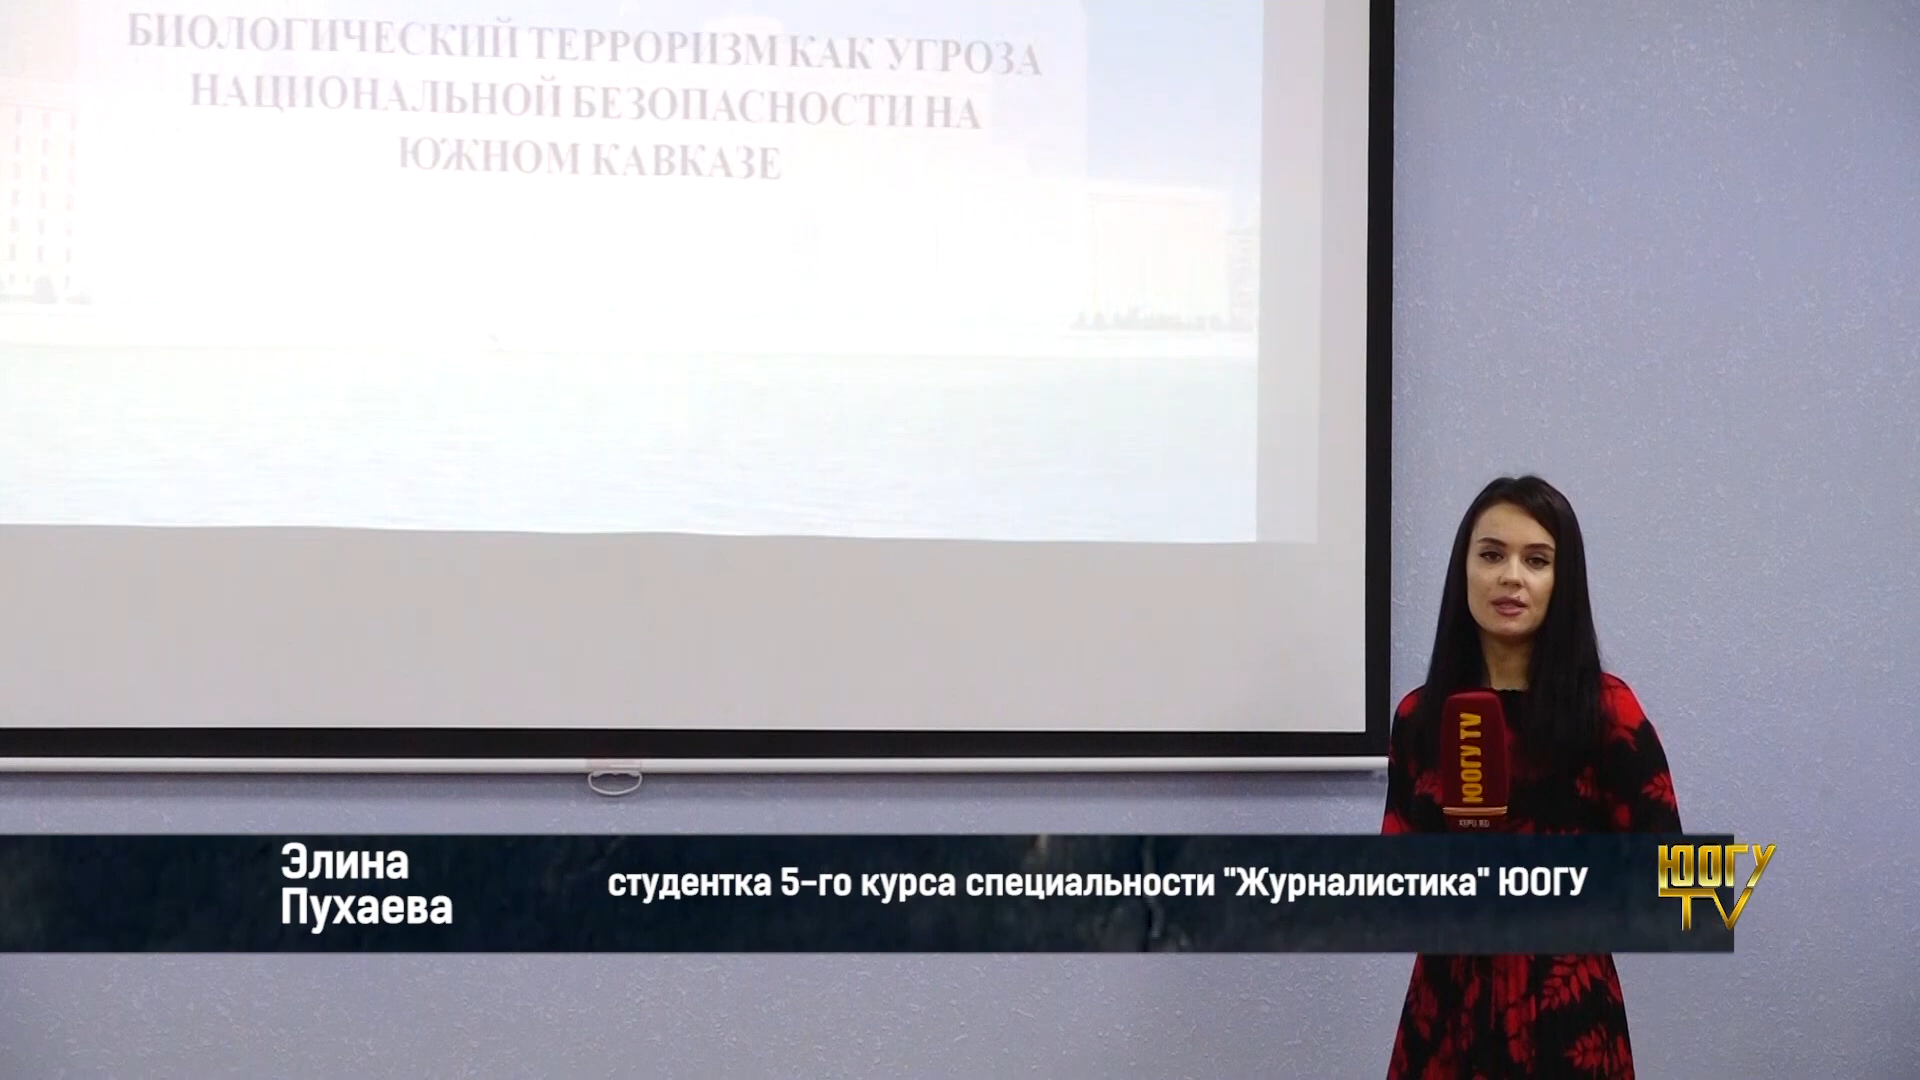 БИОЛОГИЧЕСКИЙ ТЕРРОРИЗМ КАК УГРОЗА
НАЦИОНАЛЬНОЙ БЕЗОПАСНОСТИ НА
ЮЖНОМ КАВКАЗЕ
ЮОГУ TV
Элина
Пухаева
студентка 5-го курса специальности "Журналистика" ЮОГУ
ЮОГУ
TV